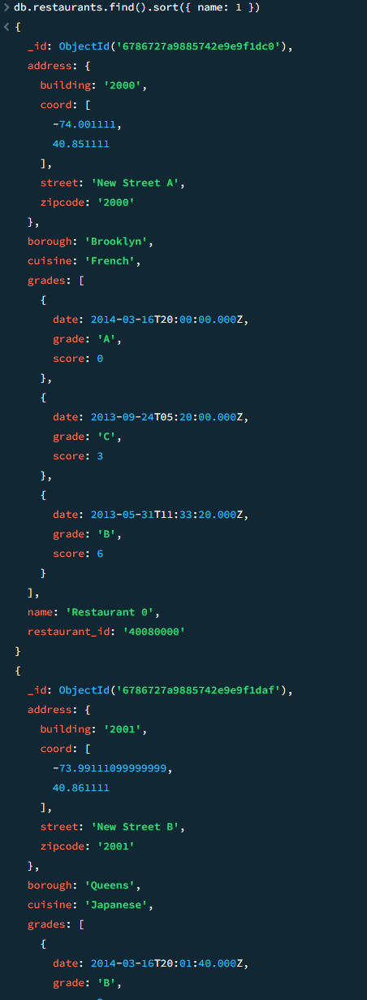 > db.restaurants.find().sort({ name: 1 })
< {
_id: ObjectId('6786727a9885742e9e9f1dc0'),
address: {
building: '2000',
coord: [
-74.001111,
40.851111
],
street: 'New Street A',
zipcode: '2000'
},
borough: 'Brooklyn',
cuisine: 'French',
grades: [
{
date: 2014-03-16T20:00:00.000Z,
grade: 'A',
score: 0
},
{
date: 2013-09-24T05:20:00.000Z,
grade: 'C',
score: 3
},
{
date: 2013-05-31T11:33:20.000Z,
grade: 'B',
score: 6
}
],
name: 'Restaurant 0',
restaurant_id: '40080000'
}
{
_id: ObjectId('6786727a9885742e9e9f1daf'),
address: {
building: '2001',
coord: [
-73.99111099999999,
40.861111
],
street: 'New Street B',
zipcode: '2001'
},
borough: 'Queens',
cuisine: 'Japanese',
grades: [
{
date: 2014-03-16T20:01:40.000Z,
grade: 'B',